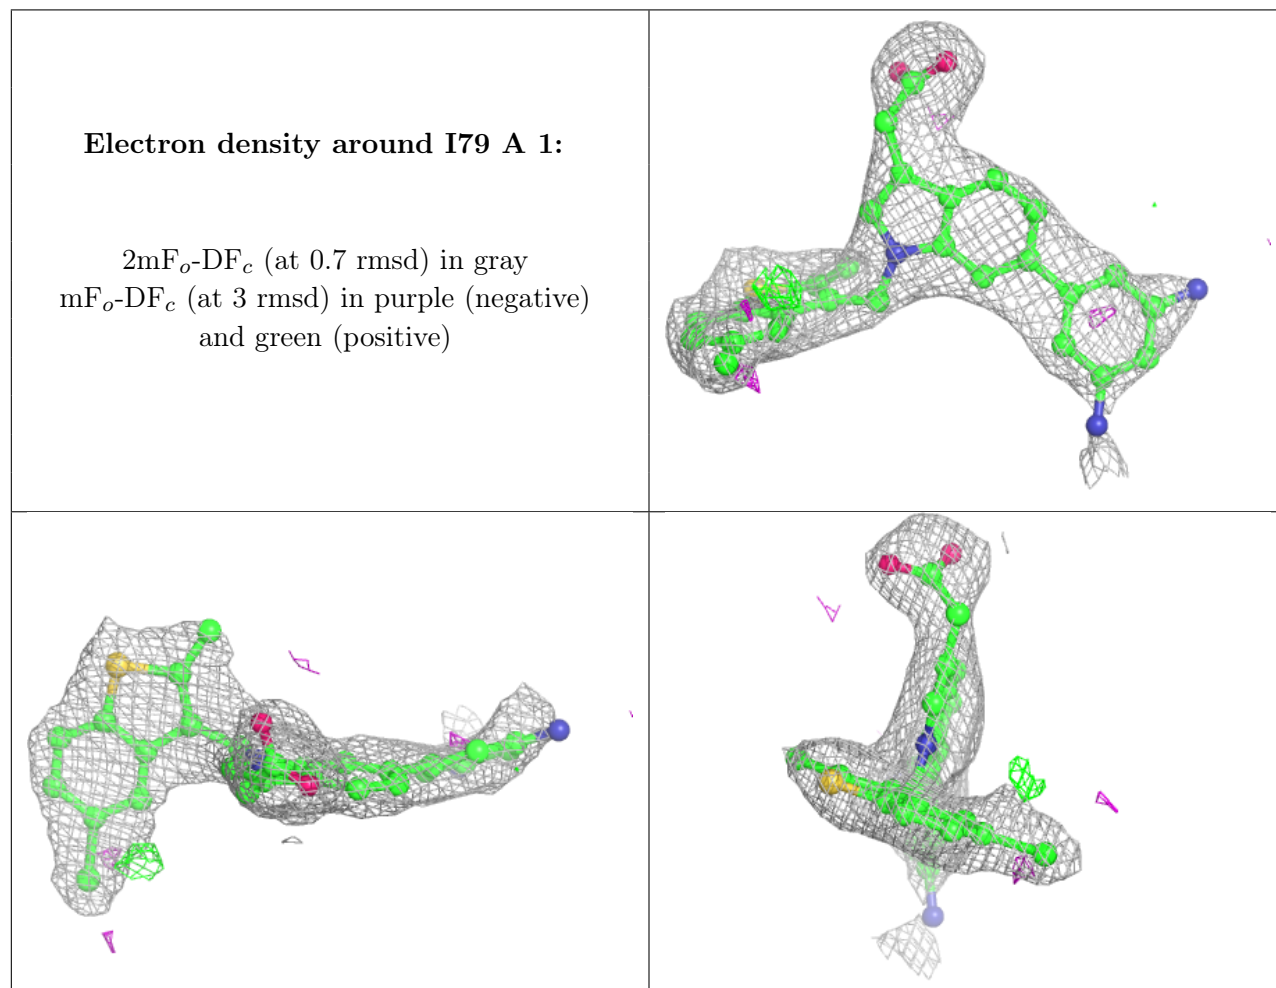 Electron density around I79 A 1:
2mFo-DFc (at 0.7 rmsd) in gray
mFo-DFc (at 3 rmsd) in purple (negative)
and green (positive)